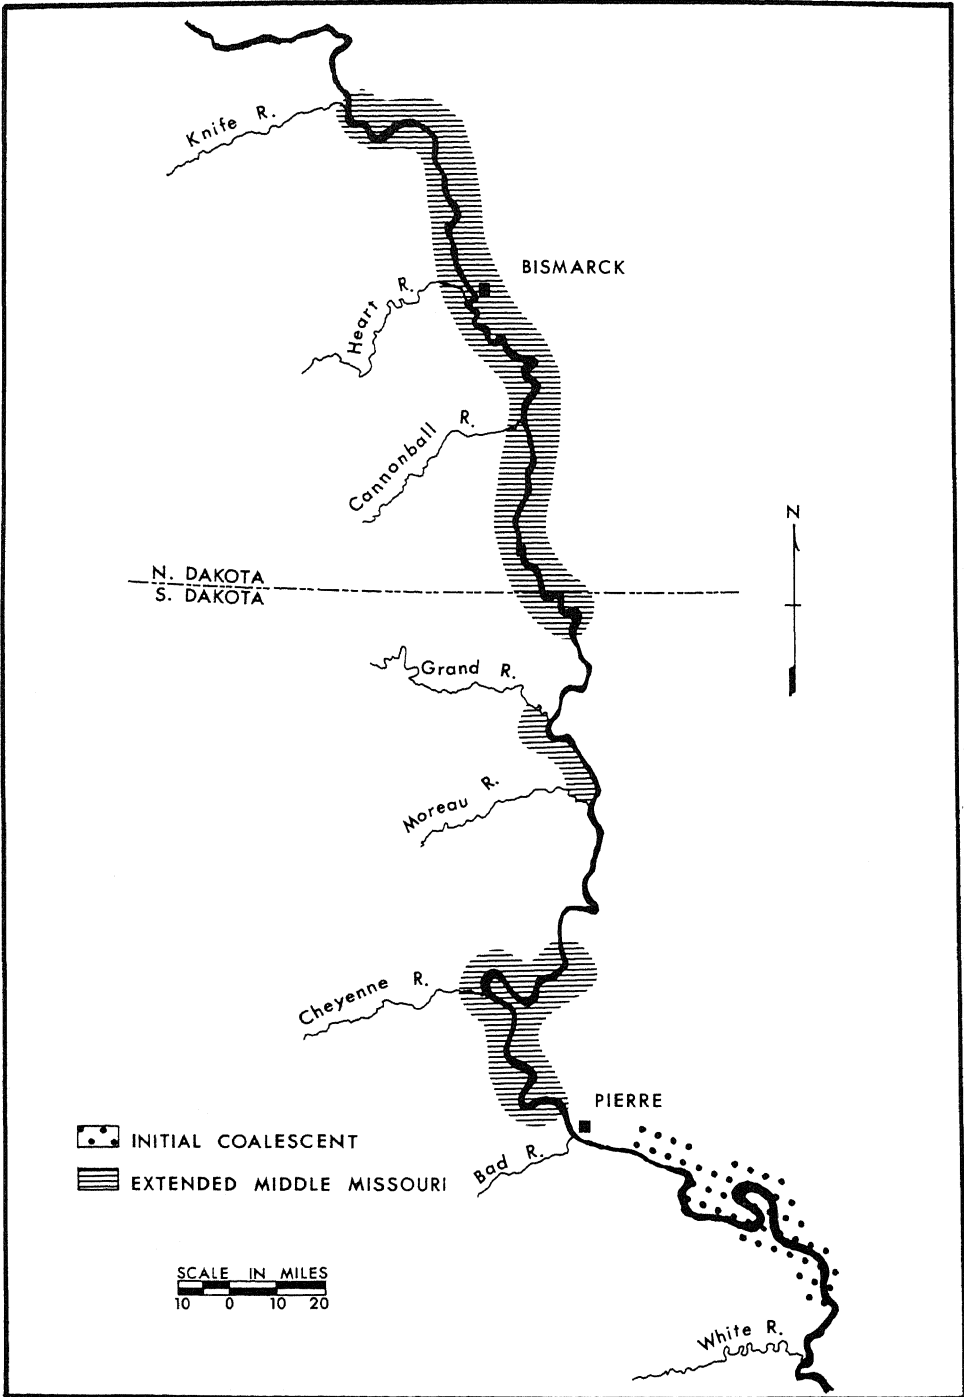 Knife R.
BISMARCK
Heart R.
Cannonball R.
N
N. DAKOTA
S. DAKOTA
Grand R.
Moreau R.
Cheyenne R.
PIERRE
INITIAL COALESCENT
Bad R.
EXTENDED MIDDLE MISSOURI
SCALE IN MILES
10 0 10 20
White R.